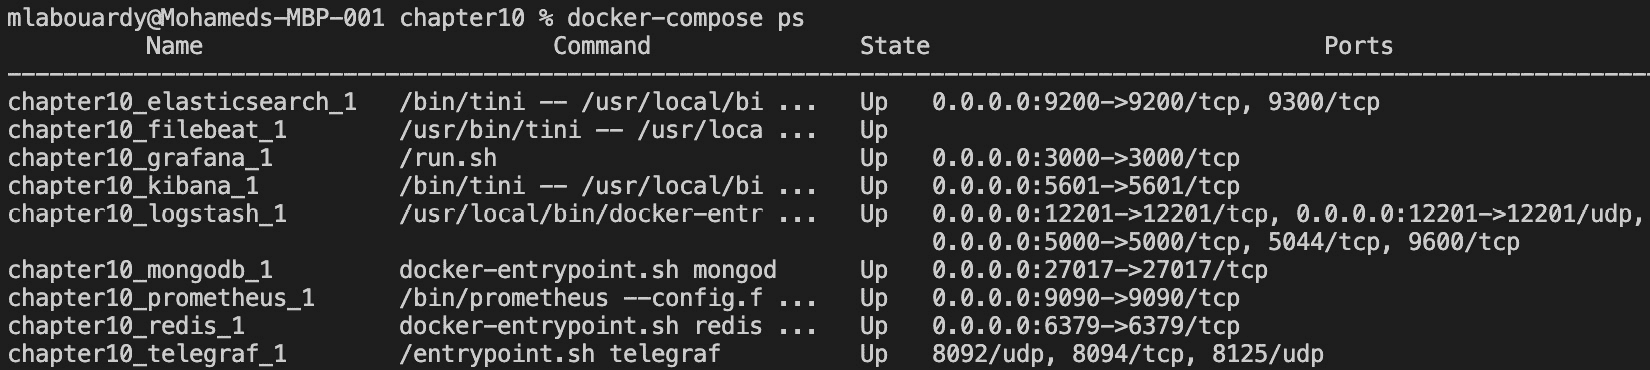 mlabouardy@Mohameds-MBP-001 chapter10 % docker-compose ps
Name Command State Ports
--------------------------------------------------------------------------------------------------------------------
chapter10_elasticsearch_1 /bin/tini -- /usr/local/bi ... Up 0.0.0.0:9200->9200/tcp, 9300/tcp
chapter10_filebeat_1 /usr/bin/tini -- /usr/loca ... Up
chapter10_grafana_1 /run.sh Up 0.0.0.0:3000->3000/tcp
chapter10_kibana_1 /bin/tini -- /usr/local/bi ... Up 0.0.0.0:5601->5601/tcp
chapter10_logstash_1 /usr/local/bin/docker-entr ... Up 0.0.0.0:12201->12201/tcp, 0.0.0.0:12201->12201/udp,
0.0.0.0:5000->5000/tcp, 5044/tcp, 9600/tcp
chapter10_mongodb_1 docker-entrypoint.sh mongod Up 0.0.0.0:27017->27017/tcp
chapter10_prometheus_1 /bin/prometheus --config.f ... Up 0.0.0.0:9090->9090/tcp
chapter10_redis_1 docker-entrypoint.sh redis ... Up 0.0.0.0:6379->6379/tcp
chapter10_telegraf_1 /entrypoint.sh telegraf Up 8092/udp, 8094/tcp, 8125/udp